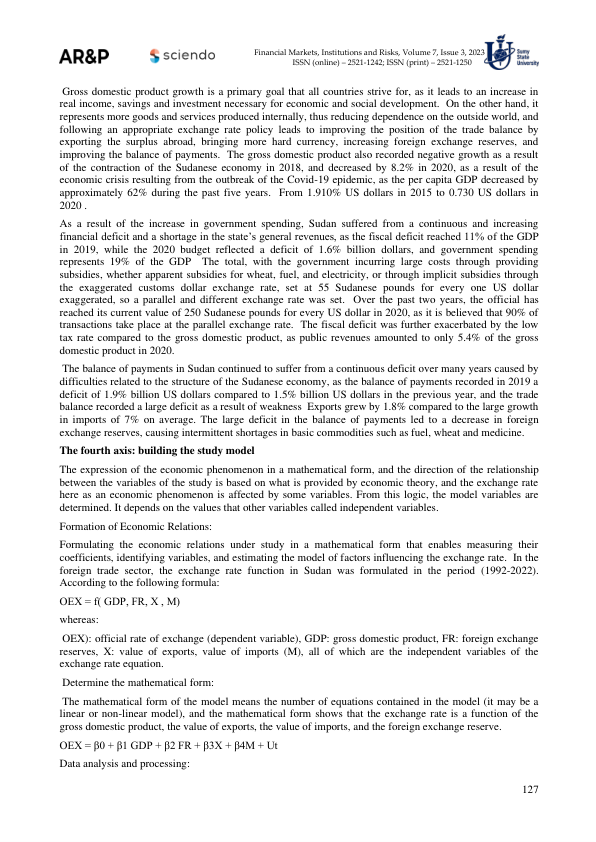 AR&P
sciendo
Financial Markets, Institutions and Risks, Volume 7, Issue 3, 2023
ISSN (online) – 2521-1242; ISSN (print) – 2521-1250
Sumy
State
University
Gross domestic product growth is a primary goal that all countries strive for, as it leads to an increase in
real income, savings and investment necessary for economic and social development. On the other hand, it
represents more goods and services produced internally, thus reducing dependence on the outside world, and
following an appropriate exchange rate policy leads to improving the position of the trade balance by
exporting the surplus abroad, bringing more hard currency, increasing foreign exchange reserves, and
improving the balance of payments. The gross domestic product also recorded negative growth as a result
of the contraction of the Sudanese economy in 2018, and decreased by 8.2% in 2020, as a result of the
economic crisis resulting from the outbreak of the Covid-19 epidemic, as the per capita GDP decreased by
approximately 62% during the past five years. From 1.910% US dollars in 2015 to 0.730 US dollars in
2020 .
As a result of the increase in government spending, Sudan suffered from a continuous and increasing
financial deficit and a shortage in the state's general revenues, as the fiscal deficit reached 11% of the GDP
in 2019, while the 2020 budget reflected a deficit of 1.6% billion dollars, and government spending
represents 19% of the GDP The total, with the government incurring large costs through providing
subsidies, whether apparent subsidies for wheat, fuel, and electricity, or through implicit subsidies through
the exaggerated customs dollar exchange rate, set at 55 Sudanese pounds for every one US dollar
exaggerated, so a parallel and different exchange rate was set. Over the past two years, the official has
reached its current value of 250 Sudanese pounds for every US dollar in 2020, as it is believed that 90% of
transactions take place at the parallel exchange rate. The fiscal deficit was further exacerbated by the low
tax rate compared to the gross domestic product, as public revenues amounted to only 5.4% of the gross
domestic product in 2020.
The balance of payments in Sudan continued to suffer from a continuous deficit over many years caused by
difficulties related to the structure of the Sudanese economy, as the balance of payments recorded in 2019 a
deficit of 1.9% billion US dollars compared to 1.5% billion US dollars in the previous year, and the trade
balance recorded a large deficit as a result of weakness Exports grew by 1.8% compared to the large growth
in imports of 7% on average. The large deficit in the balance of payments led to a decrease in foreign
exchange reserves, causing intermittent shortages in basic commodities such as fuel, wheat and medicine.
The fourth axis: building the study model
The expression of the economic phenomenon in a mathematical form, and the direction of the relationship
between the variables of the study is based on what is provided by economic theory, and the exchange rate
here as an economic phenomenon is affected by some variables. From this logic, the model variables are
determined. It depends on the values that other variables called independent variables.
Formation of Economic Relations:
Formulating the economic relations under study in a mathematical form that enables measuring their
coefficients, identifying variables, and estimating the model of factors influencing the exchange rate. In the
foreign trade sector, the exchange rate function in Sudan was formulated in the period (1992-2022).
According to the following formula:
OEX = f( GDP, FR, X , M)
whereas:
OEX): official rate of exchange (dependent variable), GDP: gross domestic product, FR: foreign exchange
reserves, X: value of exports, value of imports (M), all of which are the independent variables of the
exchange rate equation.
Determine the mathematical form:
The mathematical form of the model means the number of equations contained in the model (it may be a
linear or non-linear model), and the mathematical form shows that the exchange rate is a function of the
gross domestic product, the value of exports, the value of imports, and the foreign exchange reserve.
OEX = β0 + β1 GDP + β2 FR + β3X + β4M + Ut
Data analysis and processing:
127